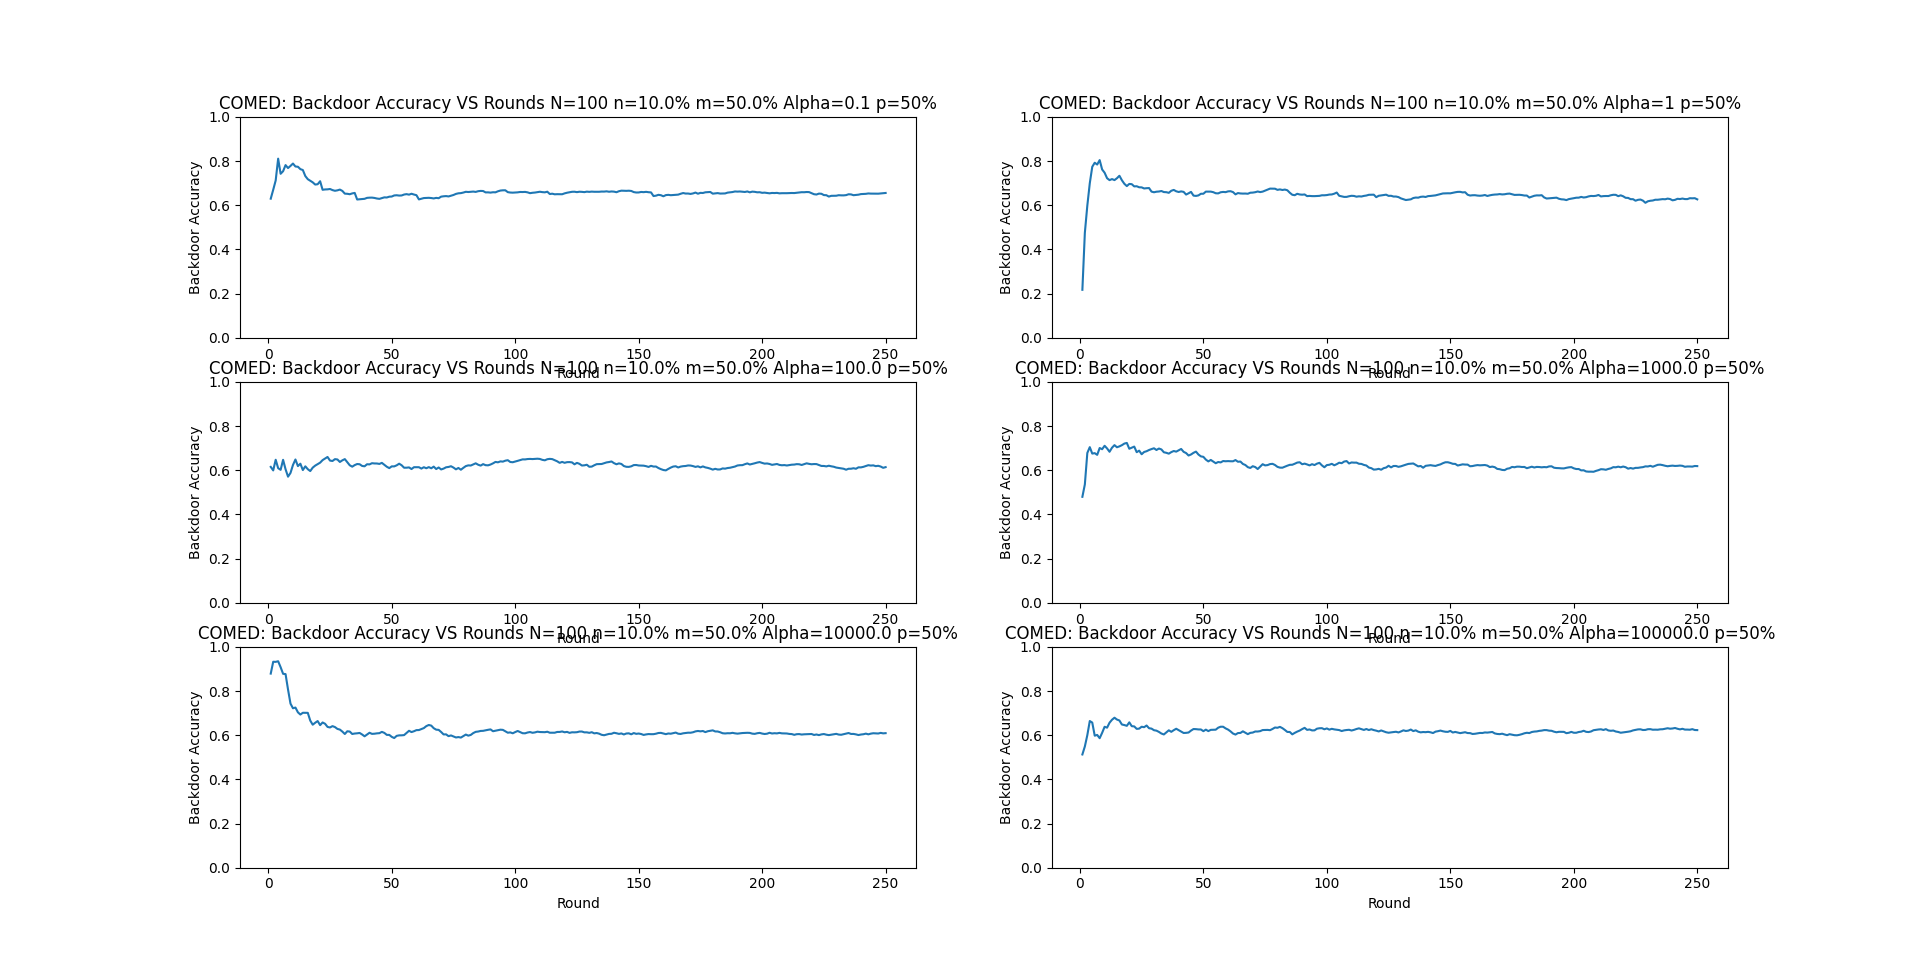 COMED: Backdoor Accuracy VS Rounds N=100 n=10.0% m=50.0% Alpha=0.1 p=50%
1.0
0.8
0.6
0.4
0.2
0.0
Backdoor Accuracy
0 50 100 150 200 250
Round
COMED: Backdoor Accuracy VS Rounds N=100 n=10.0% m=50.0% Alpha=1 p=50%
1.0
0.8
0.6
0.4
0.2
0.0
Backdoor Accuracy
0 50 100 150 200 250
Round
COMED: Backdoor Accuracy VS Rounds N=100 n=10.0% m=50.0% Alpha=100.0 p=50%
1.0
0.8
0.6
0.4
0.2
0.0
Backdoor Accuracy
0 50 100 150 200 250
Round
COMED: Backdoor Accuracy VS Rounds N=100 n=10.0% m=50.0% Alpha=1000.0 p=50%
1.0
0.8
0.6
0.4
0.2
0.0
Backdoor Accuracy
0 50 100 150 200 250
Round
COMED: Backdoor Accuracy VS Rounds N=100 n=10.0% m=50.0% Alpha=10000.0 p=50%
1.0
0.8
0.6
0.4
0.2
0.0
Backdoor Accuracy
0 50 100 150 200 250
Round
COMED: Backdoor Accuracy VS Rounds N=100 n=10.0% m=50.0% Alpha=100000.0 p=50%
1.0
0.8
0.6
0.4
0.2
0.0
Backdoor Accuracy
0 50 100 150 200 250
Round